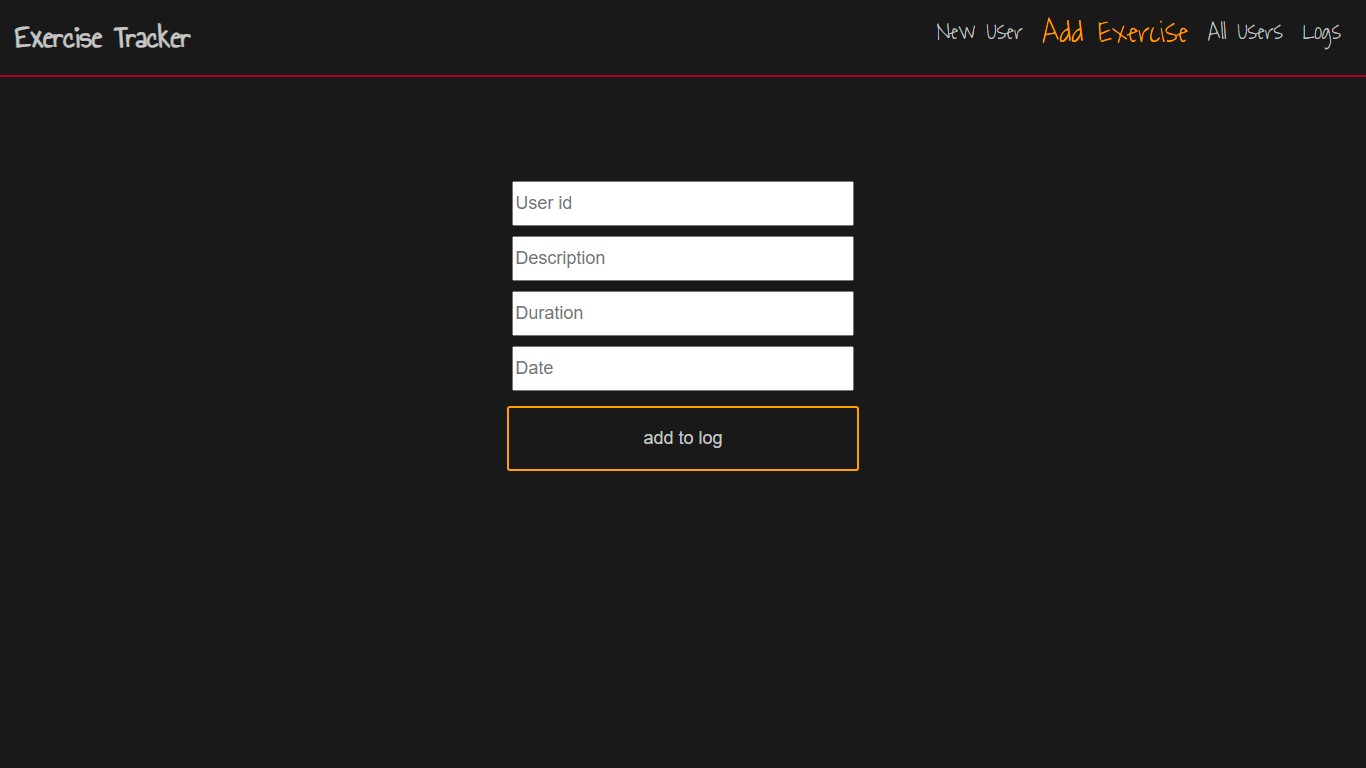 Exercise Tracker
New User Add Exercise All Users Logs
User id
Description
Duration
Date
add to log